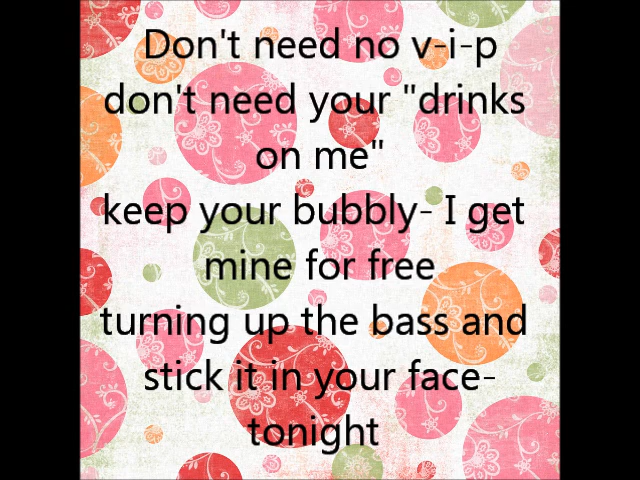 Don't need no v-i-p
don't need your "drinks
on me"
keep your bubbly- I get
mine for free
turning up the bass and
stick it in your face-
tonight